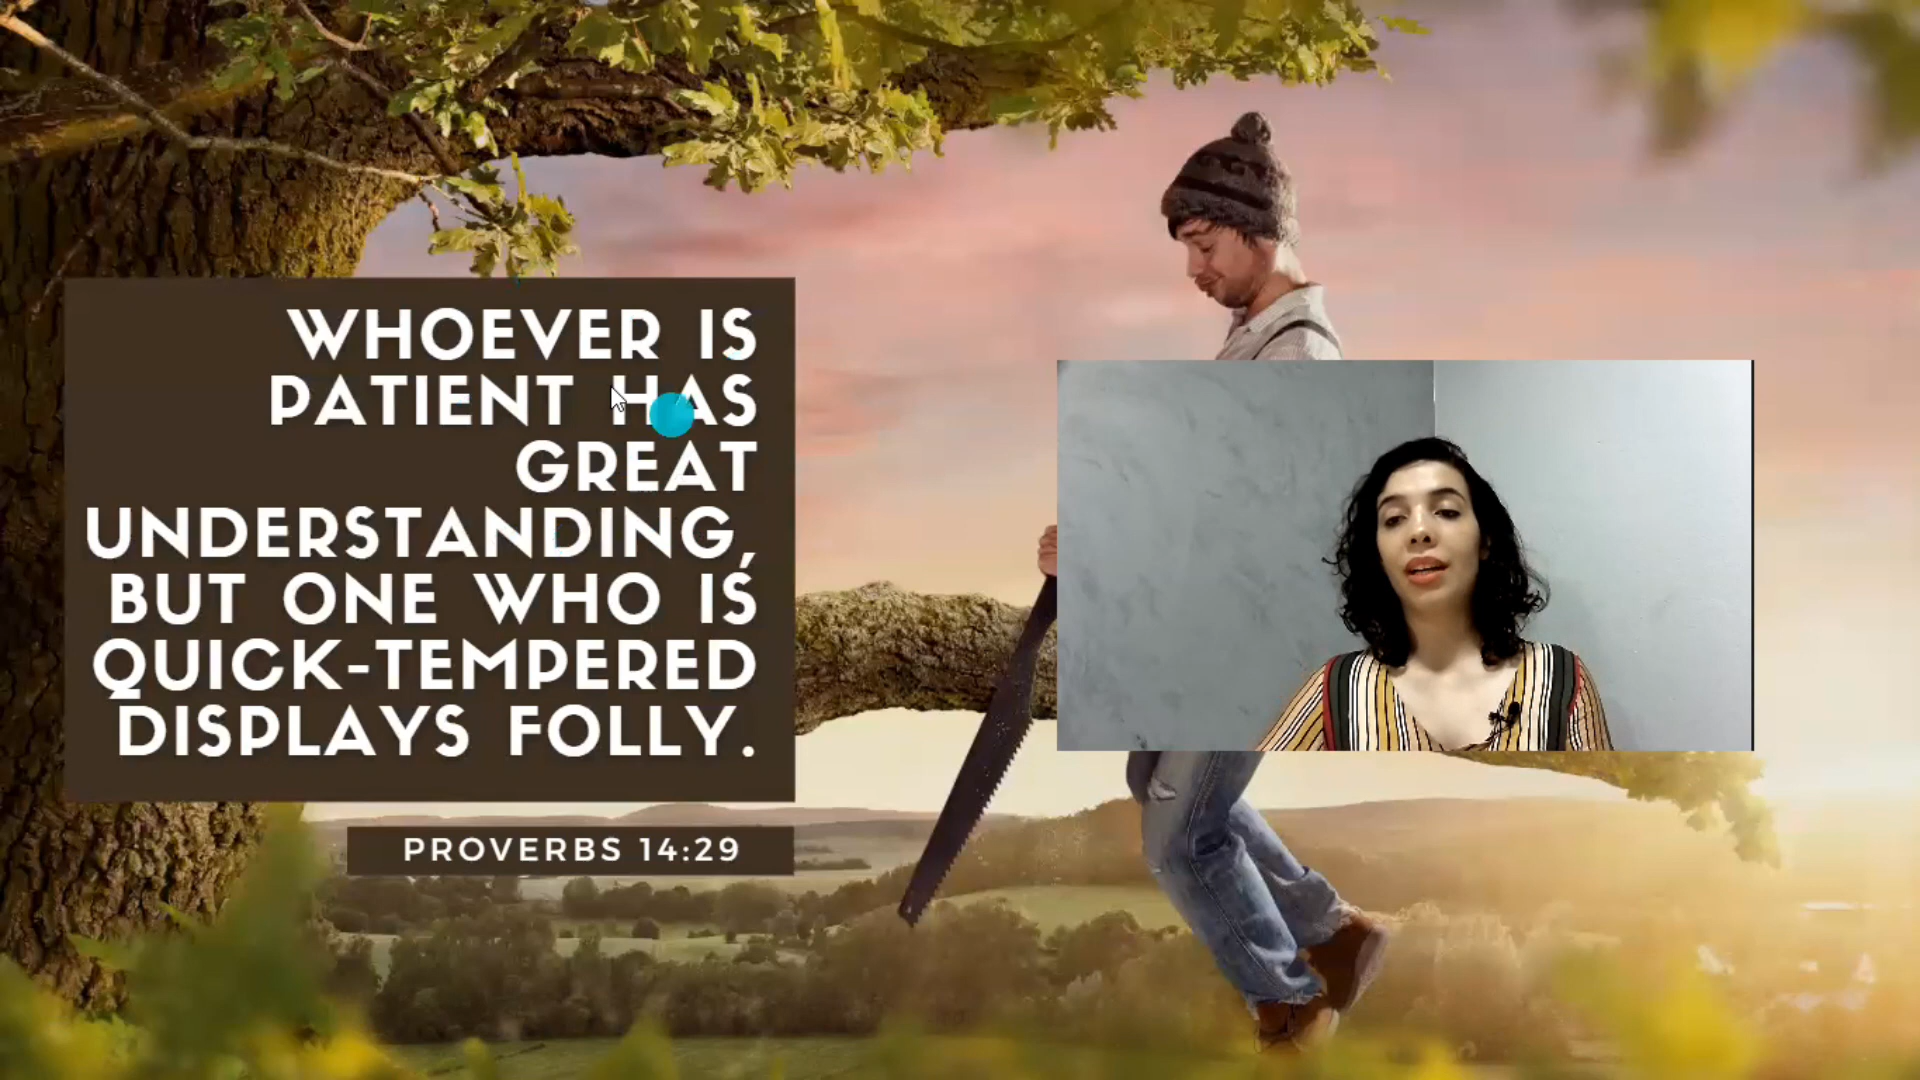 WHOEVER IS
PATIENT HAS
GREAT
UNDERSTANDING,
BUT ONE WHO IS
QUICK-TEMPERED
DISPLAYS FOLLY.
PROVERBS 14:29